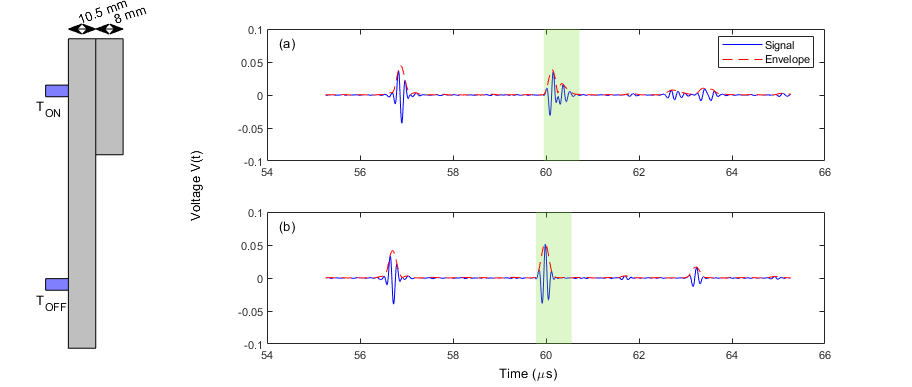 10.5 mm
8 mm
T_ON
T_OFF
Voltage V(t)
(a)
Signal
Envelope
0.1
0.05
0
-0.05
-0.1
54 56 58 60 62 64 66
(b)
0.1
0.05
0
-0.05
-0.1
54 56 58 60 62 64 66
Time (μs)